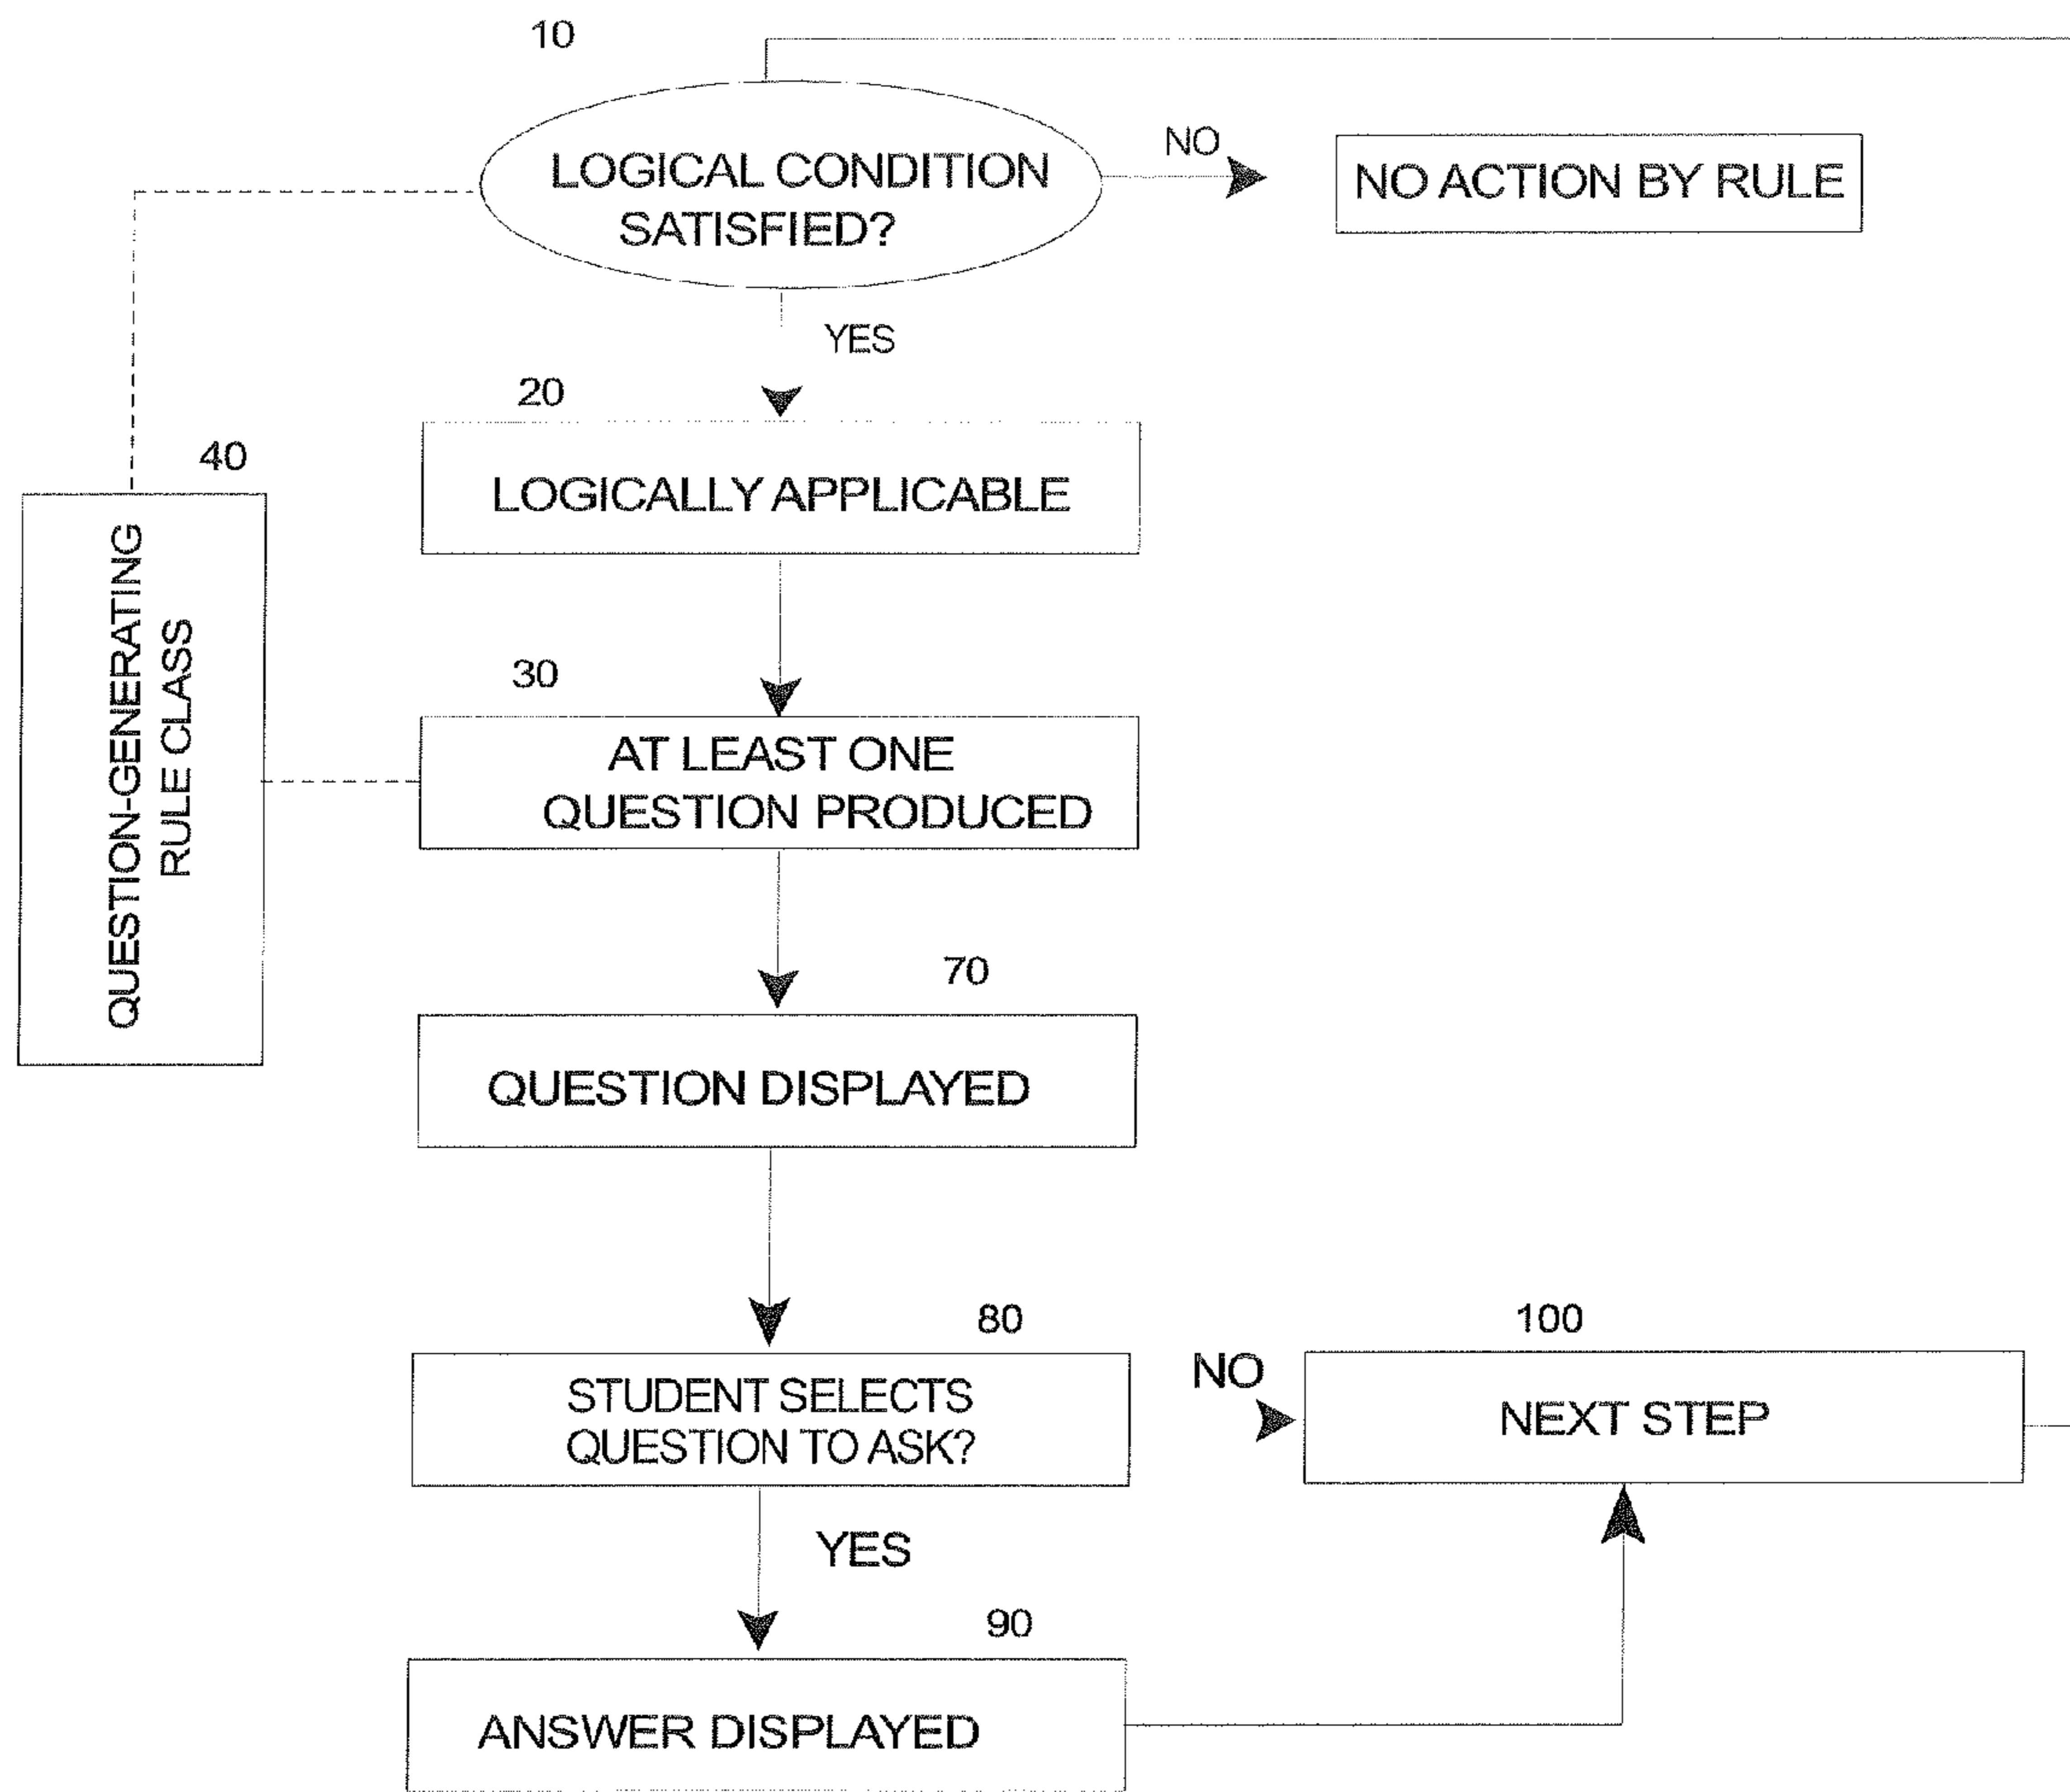 10
LOGICAL CONDITION
SATISFIED?
NO
NO ACTION BY RULE
YES
20
LOGICALLY APPLICABLE
40
QUESTION-GENERATING
RULE CLASS
30
AT LEAST ONE
QUESTION PRODUCED
70
QUESTION DISPLAYED
80
STUDENT SELECTS
QUESTION TO ASK?
NO
100
NEXT STEP
YES
90
ANSWER DISPLAYED